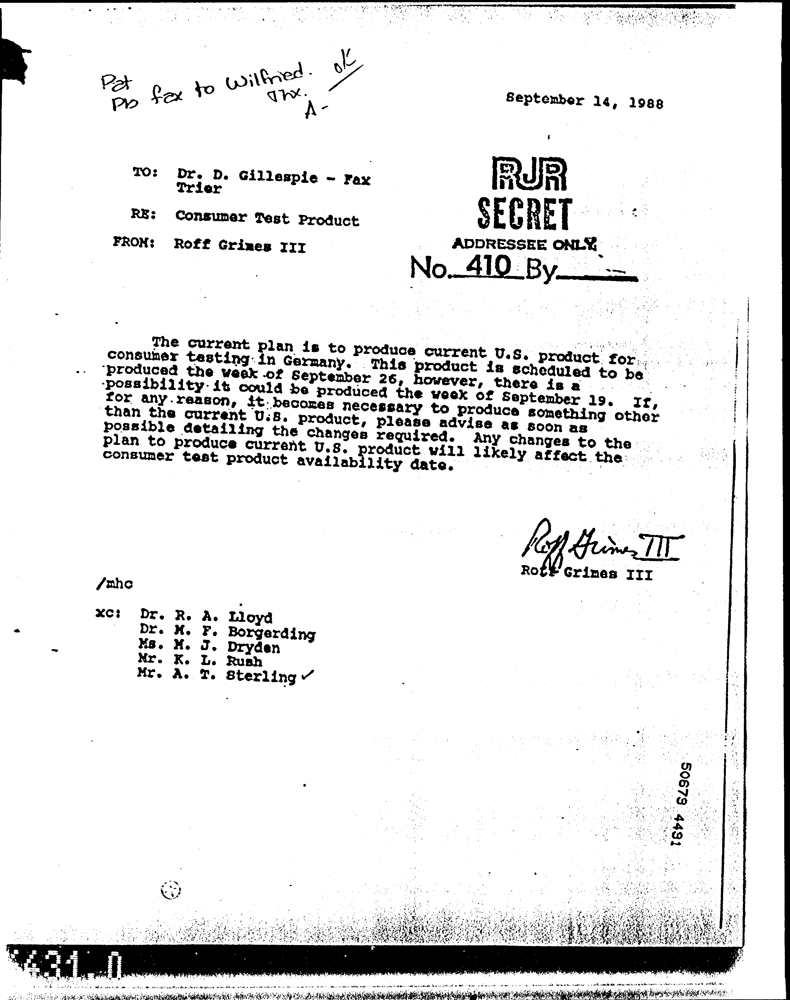 Pat
Pls fax to Wilfried. ok
Thx.
A-
September 14, 1988
TO: Dr. D. Gillespie - Fax
Trier
RE: Consumer Test Product
FROM: Roff Grimes III
RJR
SECRET
ADDRESSEE ONLY
No. 410 By
The current plan is to produce current U.S. product for
consumer testing in Germany. This product is scheduled to be
produced the week of September 26, however, there is a
possibility it could be produced the week of September 19. If,
for any reason, it becomes necessary to produce something other
than the current U.S. product, please advise as soon as
possible detailing the changes required. Any changes to the
plan to produce current U.S. product will likely affect the
consumer test product availability date.
Roff Grimes III
Roff Grimes III
/mhc
xc: Dr. R. A. Lloyd
Dr. M. F. Borgerding
Ms. M. J. Dryden
Mr. K. L. Rush
Mr. A. T. Sterling ✓
50679 4491